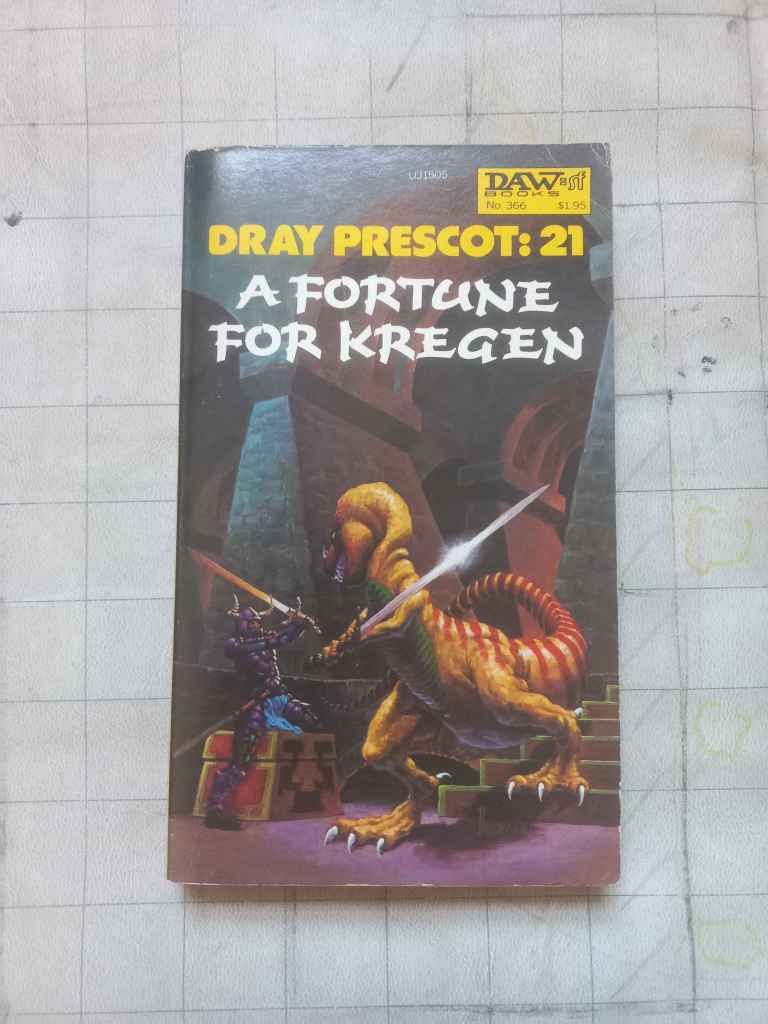 UJ1505
DAW sf
BOOKS
No. 366 $1.95
DRAY PRESCOT: 21
A FORTUNE
FOR KREGEN